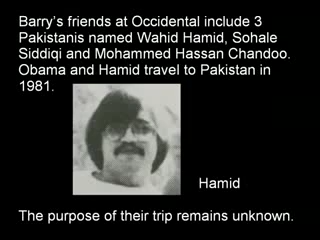 Barry's friends at Occidental include 3
Pakistanis named Wahid Hamid, Sohale
Siddiqi and Mohammed Hassan Chandoo.
Obama and Hamid travel to Pakistan in
1981.
Hamid
The purpose of their trip remains unknown.